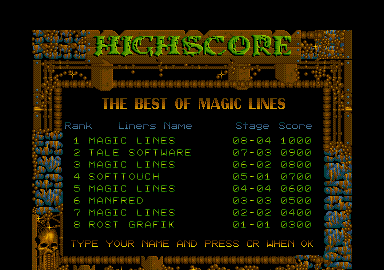 HIGHSCORE
THE BEST OF MAGIC LINES
Rank Liners Name Stage Score
1 MAGIC LINES 08-04 1000
2 TALE SOFTWARE 07-03 0900
3 MAGIC LINES 06-02 0800
4 SOFTTOUCH 05-01 0700
5 MAGIC LINES 04-04 0600
6 MANFRED 03-03 0500
7 MAGIC LINES 02-02 0400
8 ROST GRAFIK 01-01 0300
TYPE YOUR NAME AND PRESS CR WHEN OK